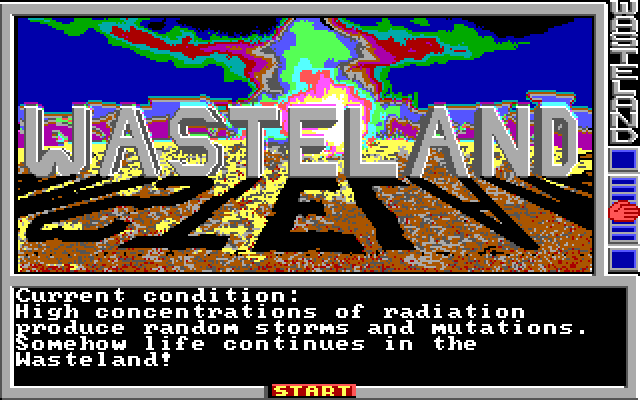 WASTELAND
WASTELAND
Current condition:
High concentrations of radiation
produce random storms and mutations.
Somehow life continues in the
Wasteland!
START